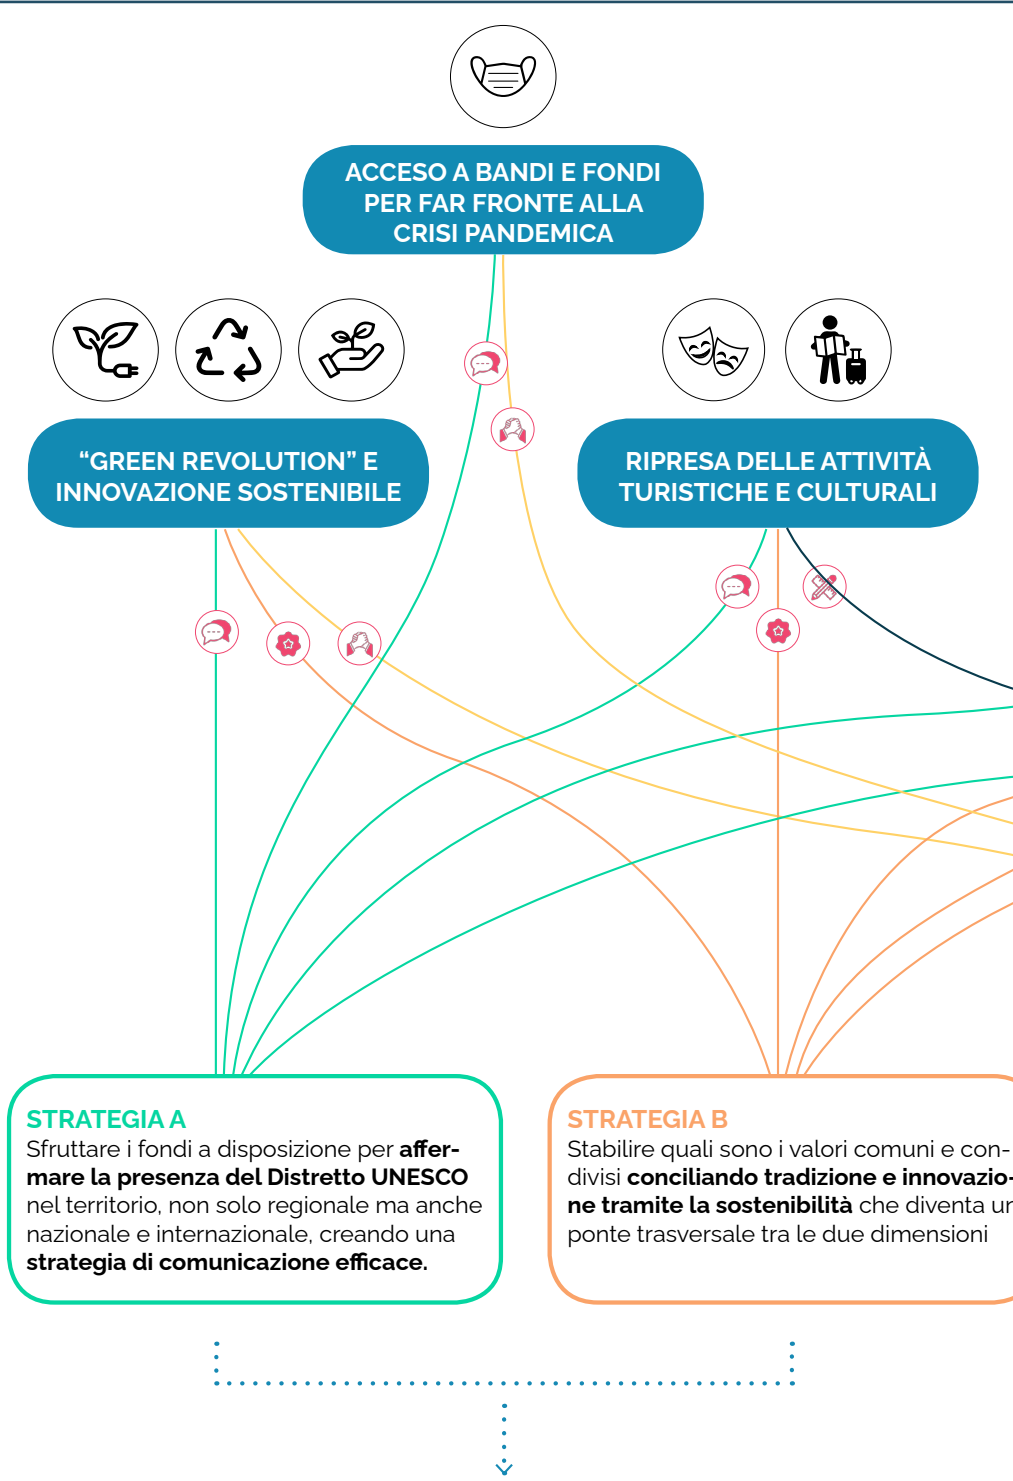 ACCESO A BANDI E FONDI
PER FAR FRONTE ALLA
CRISI PANDEMICA
“GREEN REVOLUTION” E
INNOVAZIONE SOSTENIBILE
RIPRESA DELLE ATTIVITÀ
TURISTICHE E CULTURALI
STRATEGIA A
Sfruttare i fondi a disposizione per affer-
mare la presenza del Distretto UNESCO
nel territorio, non solo regionale ma anche
nazionale e internazionale, creando una
strategia di comunicazione efficace.
STRATEGIA B
Stabilire quali sono i valori comuni e con-
divisi conciliando tradizione e innovazio-
ne tramite la sostenibilità che diventa un
ponte trasversale tra le due dimensioni